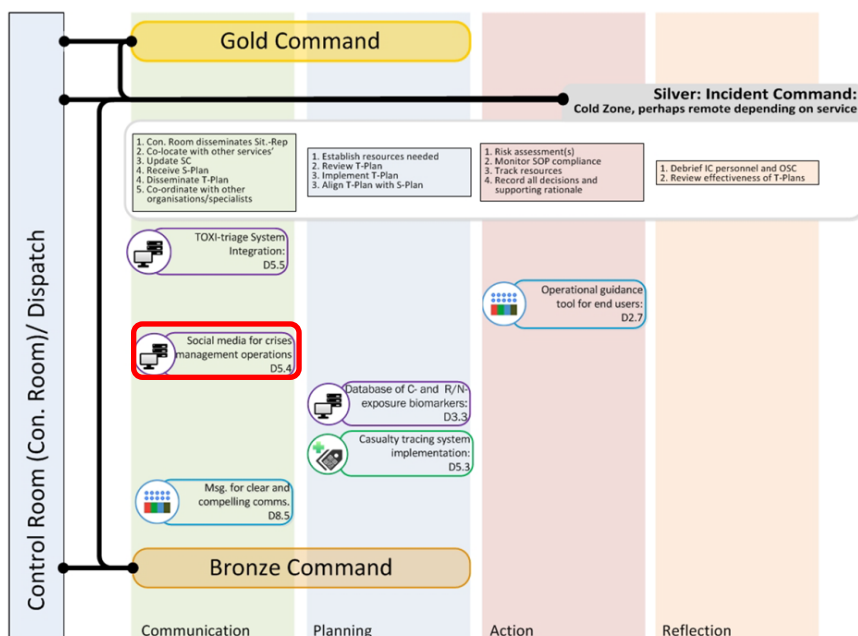 Gold Command
Silver: Incident Command:
Cold Zone, perhaps remote depending on service
Control Room (Con. Room)/ Dispatch
1. Con. Room disseminates Sit.-Rep
2. Co-locate with other services'
3. Update SC
4. Receive S-Plan
4. Disseminate T-Plan
5. Co-ordinate with other
organisations/specialists
1. Establish resources needed
2. Review T-Plan
3. Implement T-Plan
3. Align T-Plan with S-Plan
1. Risk assessment(s)
2. Monitor SOP compliance
3. Track resources
4. Record all decisions and
supporting rationale
1. Debrief IC personnel and OSC
2. Review effectiveness of T-Plans
TOXI-triage System
Integration:
D5.5
Operational guidance
tool for end users:
D2.7
Social media for crises
management operations
D5.4
Database of C- and R/N-
exposure biomarkers:
D3.3
Casualty tracing system
implementation:
D5.3
Msg. for clear and
compelling comms.
D8.5
Bronze Command
Communication
Planning
Action
Reflection